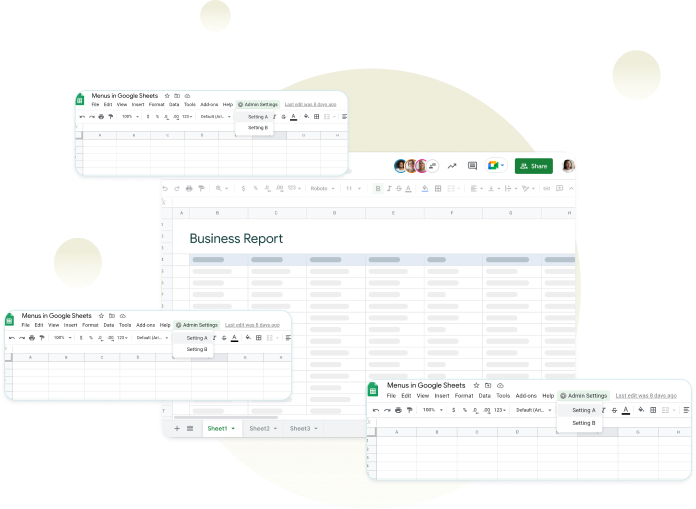 Menus in Google Sheets
File Edit View Insert Format Data Tools Add-ons Help Admin Settings Last edit was 8 days ago
100% $ % .0 .00 123 Default (Ari...
Setting A
Setting B
A B C G H
Share
$ % .0 .00 123 Roboto 11 B I S A
A B C D E F G H
Business Report
Menus in Google Sheets
File Edit View Insert Format Data Tools Add-ons Help Admin Settings Last edit was 8 days ago
100% $ % .0 .00 123 Default (Ari...
Setting A
Setting B
A B C D G H
Sheet1 Sheet2 Sheet3
Menus in Google Sheets
File Edit View Insert Format Data Tools Add-ons Help Admin Settings Last edit was 8 days ago
100% $ % .0 .00 123 Default (Ari...
Setting A
Setting B
A B C D G H